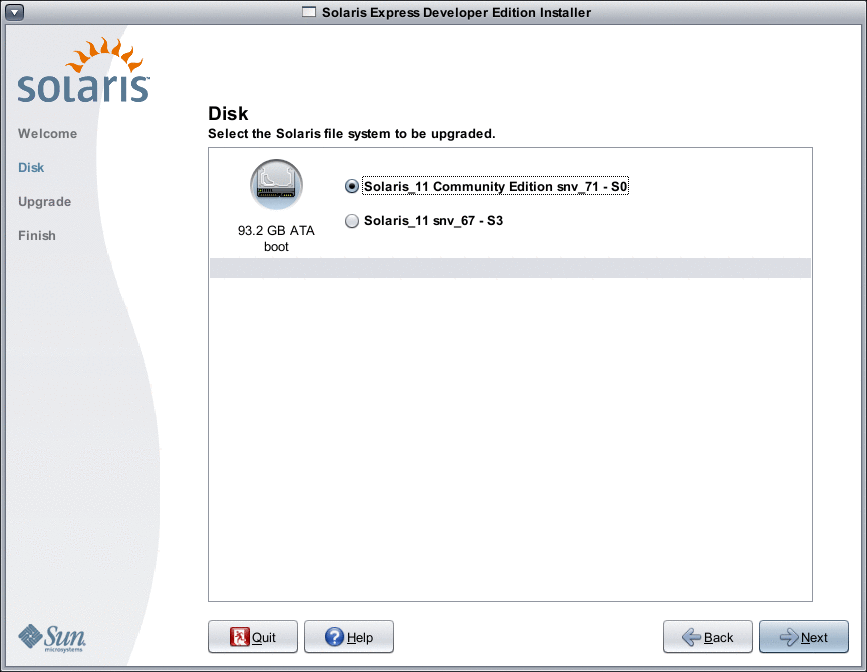 Solaris Express Developer Edition Installer
solaris™
Welcome
Disk
Upgrade
Finish
Disk
Select the Solaris file system to be upgraded.
93.2 GB ATA
boot
Solaris_11 Community Edition snv_71 - S0
Solaris_11 snv_67 - S3
Sun
microsystems
Quit
Help
Back
Next